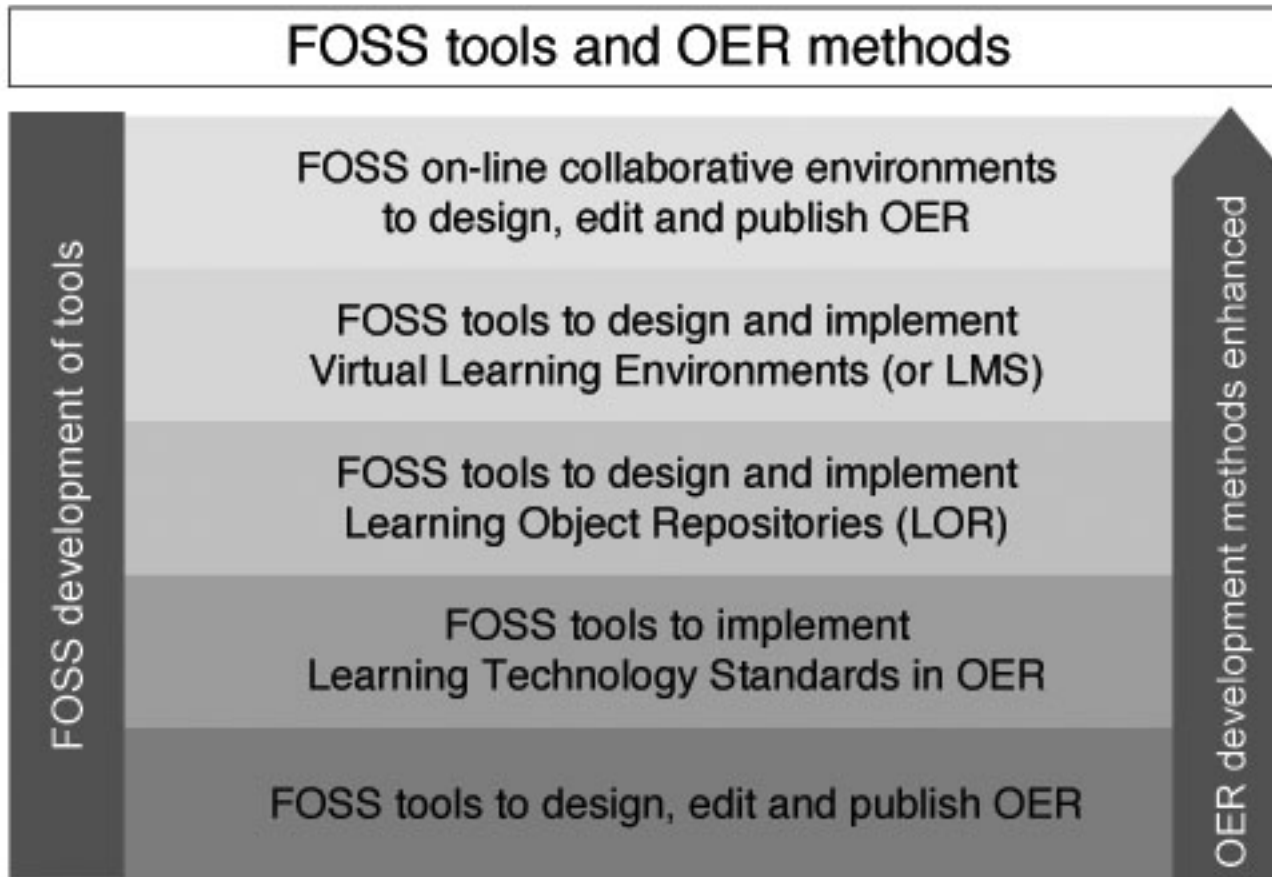 FOSS tools and OER methods
FOSS development of tools
FOSS on-line collaborative environments
to design, edit and publish OER
FOSS tools to design and implement
Virtual Learning Environments (or LMS)
FOSS tools to design and implement
Learning Object Repositories (LOR)
FOSS tools to implement
Learning Technology Standards in OER
FOSS tools to design, edit and publish OER
OER development methods enhanced